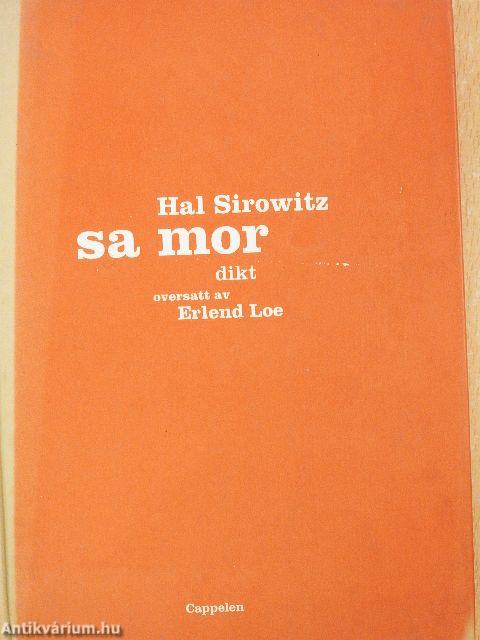 Hal Sirowitz
sa mor
dikt
oversatt av
Erlend Loe
Cappelen
Antikvárium.hu